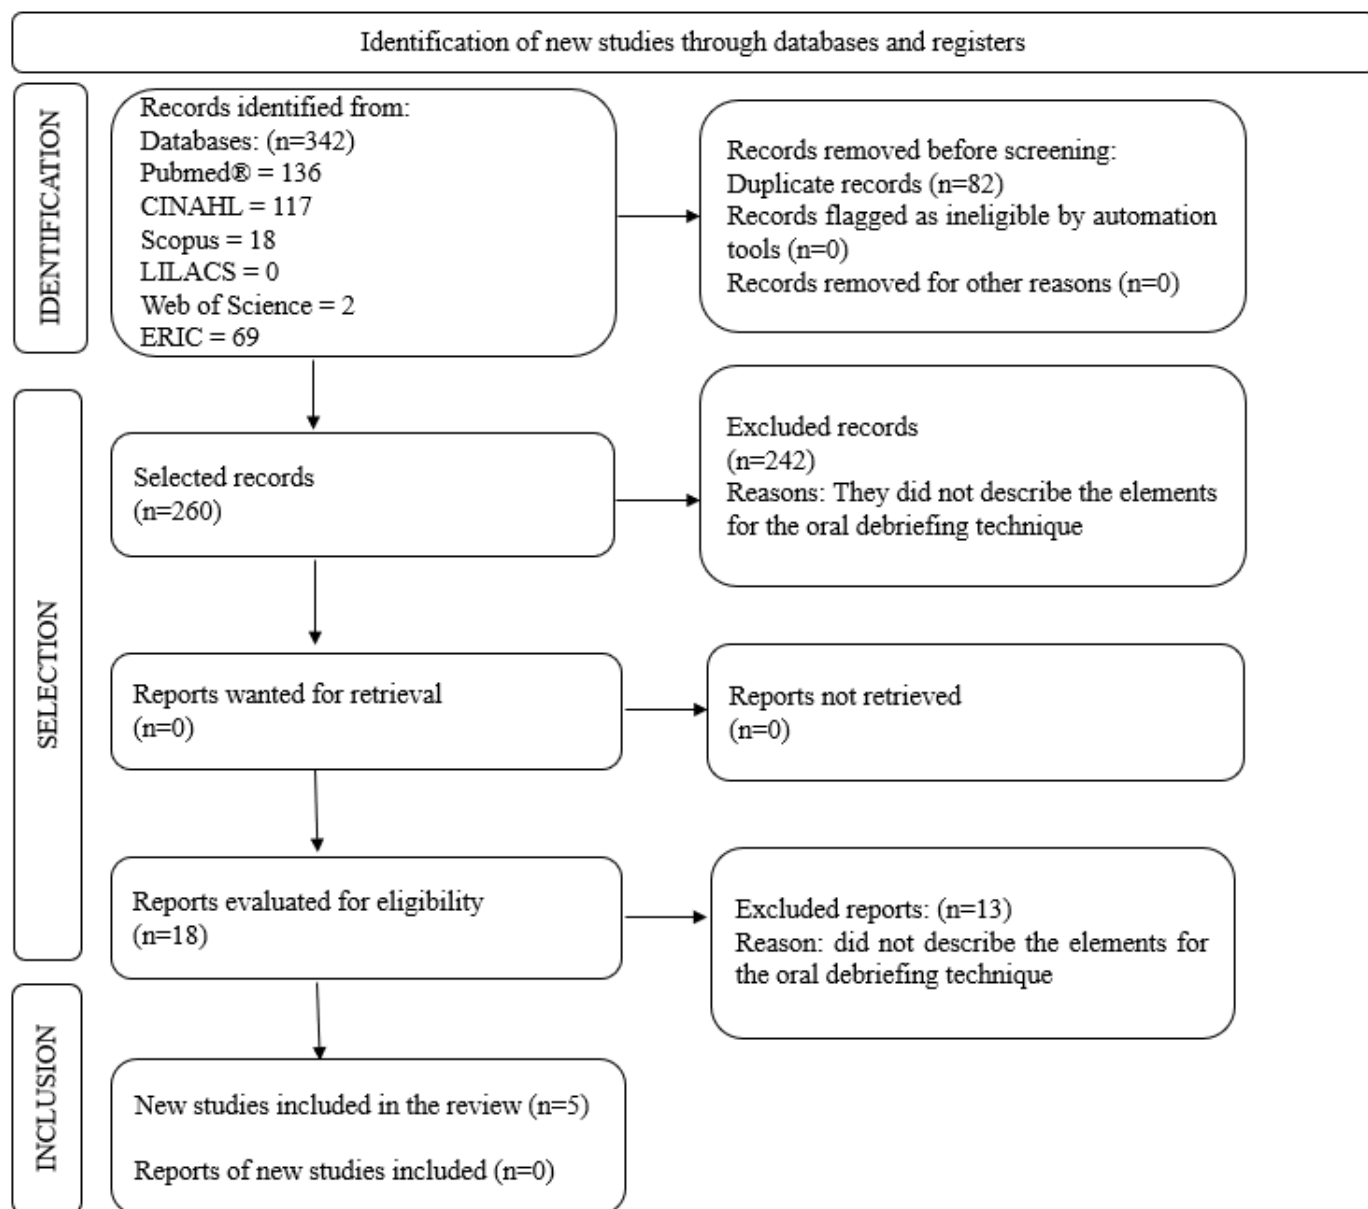 Identification of new studies through databases and registers
IDENTIFICATION
Records identified from:
Databases: (n=342)
Pubmed® = 136
CINAHL = 117
Scopus = 18
LILACS = 0
Web of Science = 2
ERIC = 69
Records removed before screening:
Duplicate records (n=82)
Records flagged as ineligible by automation
tools (n=0)
Records removed for other reasons (n=0)
SELECTION
Selected records
(n=260)
Excluded records
(n=242)
Reasons: They did not describe the elements
for the oral debriefing technique
Reports wanted for retrieval
(n=0)
Reports not retrieved
(n=0)
Reports evaluated for eligibility
(n=18)
Excluded reports: (n=13)
Reason: did not describe the elements for
the oral debriefing technique
INCLUSION
New studies included in the review (n=5)
Reports of new studies included (n=0)